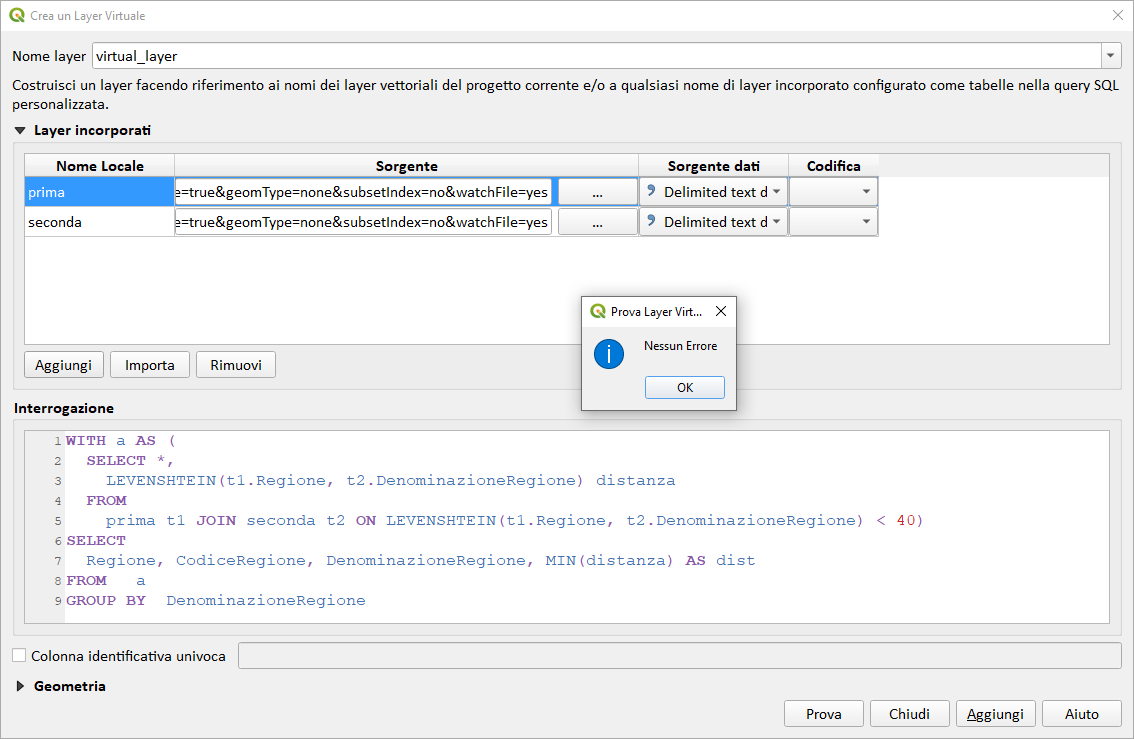 Crea un Layer Virtuale
Nome layer virtual_layer
Costruisci un layer facendo riferimento ai nomi dei layer vettoriali del progetto corrente e/o a qualsiasi nome di layer incorporato configurato come tabelle nella query SQL
personalizzata.
Layer incorporati
Nome Locale Sorgente Sorgente dati Codifica
prima e=true&geomType=none&subsetIndex=no&watchFile=yes ... Delimited text d
seconda e=true&geomType=none&subsetIndex=no&watchFile=yes ... Delimited text d
Prova Layer Virt...
Nessun Errore
OK
Aggiungi Importa Rimuovi
Interrogazione
1 WITH a AS (
2 SELECT *,
3 LEVENSHTEIN(t1.Regione, t2.DenominazioneRegione) distanza
4 FROM
5 prima t1 JOIN seconda t2 ON LEVENSHTEIN(t1.Regione, t2.DenominazioneRegione) < 40)
6 SELECT
7 Regione, CodiceRegione, DenominazioneRegione, MIN(distanza) AS dist
8 FROM a
9 GROUP BY DenominazioneRegione
Colonna identificativa univoca
Geometria
Prova Chiudi Aggiungi Aiuto